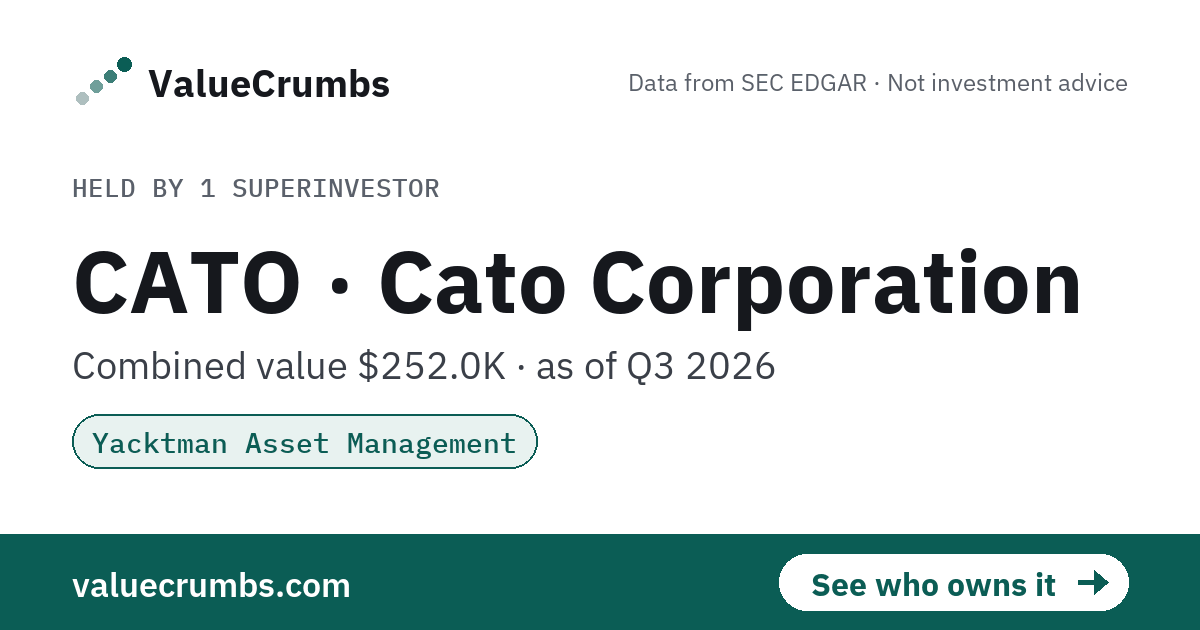 ValueCrumbs
Data from SEC EDGAR · Not investment advice
HELD BY 1 SUPERINVESTOR
CATO · Cato Corporation
Combined value $252.0K · as of Q3 2026
Yacktman Asset Management
valuecrumbs.com
See who owns it →